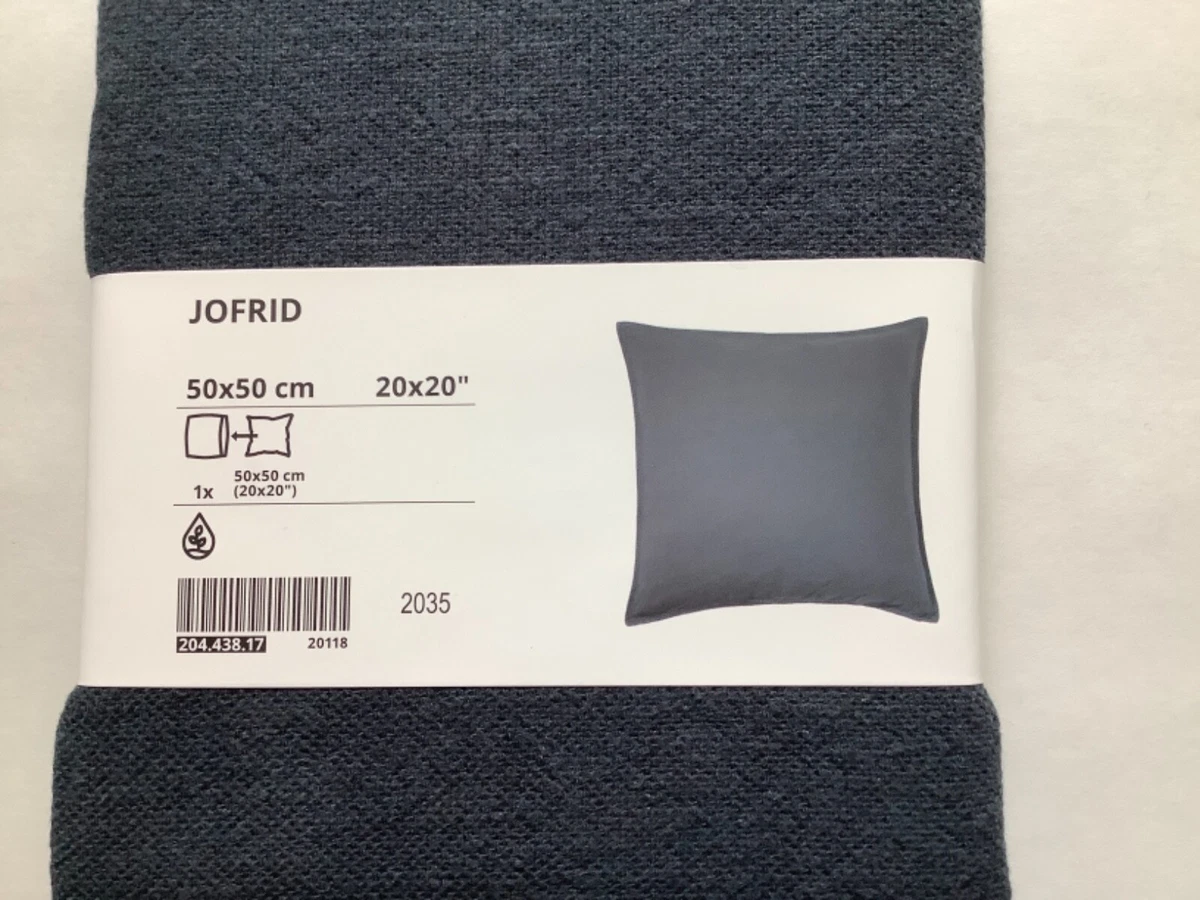 JOFRID
50x50 cm 20x20"
50x50 cm
1x (20x20")
2035
204.438.17 20118